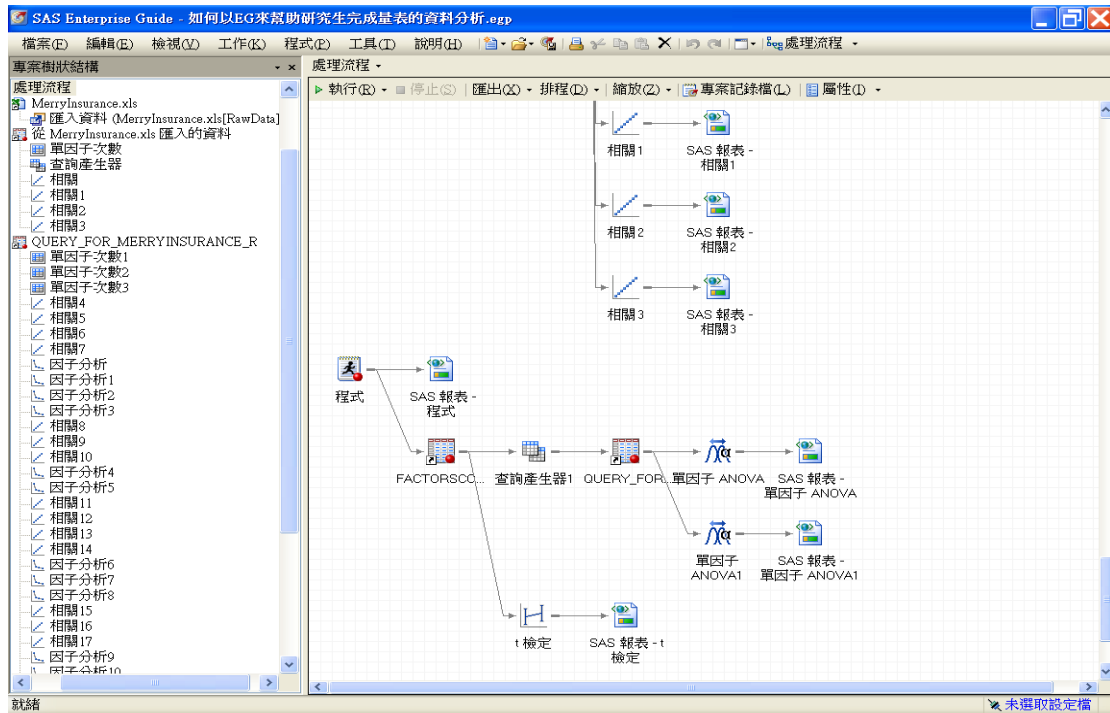 SAS Enterprise Guide - 如何以EG來幫助研究生完成量表的資料分析.egp
檔案(F) 編輯(E) 檢視(V) 工作(K) 程式(P) 工具(T) 說明(H) 處理流程
專案樹狀結構
處理流程
MerryInsurance.xls
匯入資料 (MerryInsurance.xls[RawData]
從 MerryInsurance.xls 匯入的資料
單因子次數
查詢產生器
相關
相關1
相關2
相關3
QUERY_FOR_MERRYINSURANCE_R
單因子次數1
單因子次數2
單因子次數3
相關4
相關5
相關6
相關7
因子分析
因子分析1
因子分析2
因子分析3
相關8
相關9
相關10
因子分析4
因子分析5
相關11
相關12
相關13
相關14
因子分析6
因子分析7
因子分析8
相關15
相關16
相關17
因子分析9
因子分析10
處理流程
執行(R) 停止(S) 匯出(X) 排程(D) 縮放(Z) 專案記錄檔(L) 屬性(I)
相關1
SAS 報表 -
相關1
相關2
SAS 報表 -
相關2
相關3
SAS 報表 -
相關3
程式
SAS 報表 -
程式
FACTORSCO...
查詢產生器1
QUERY_FOR...
單因子 ANOVA
SAS 報表 -
單因子 ANOVA
單因子
ANOVA1
SAS 報表 -
單因子 ANOVA1
t 檢定
SAS 報表 - t
檢定
就緒
未選取設定檔